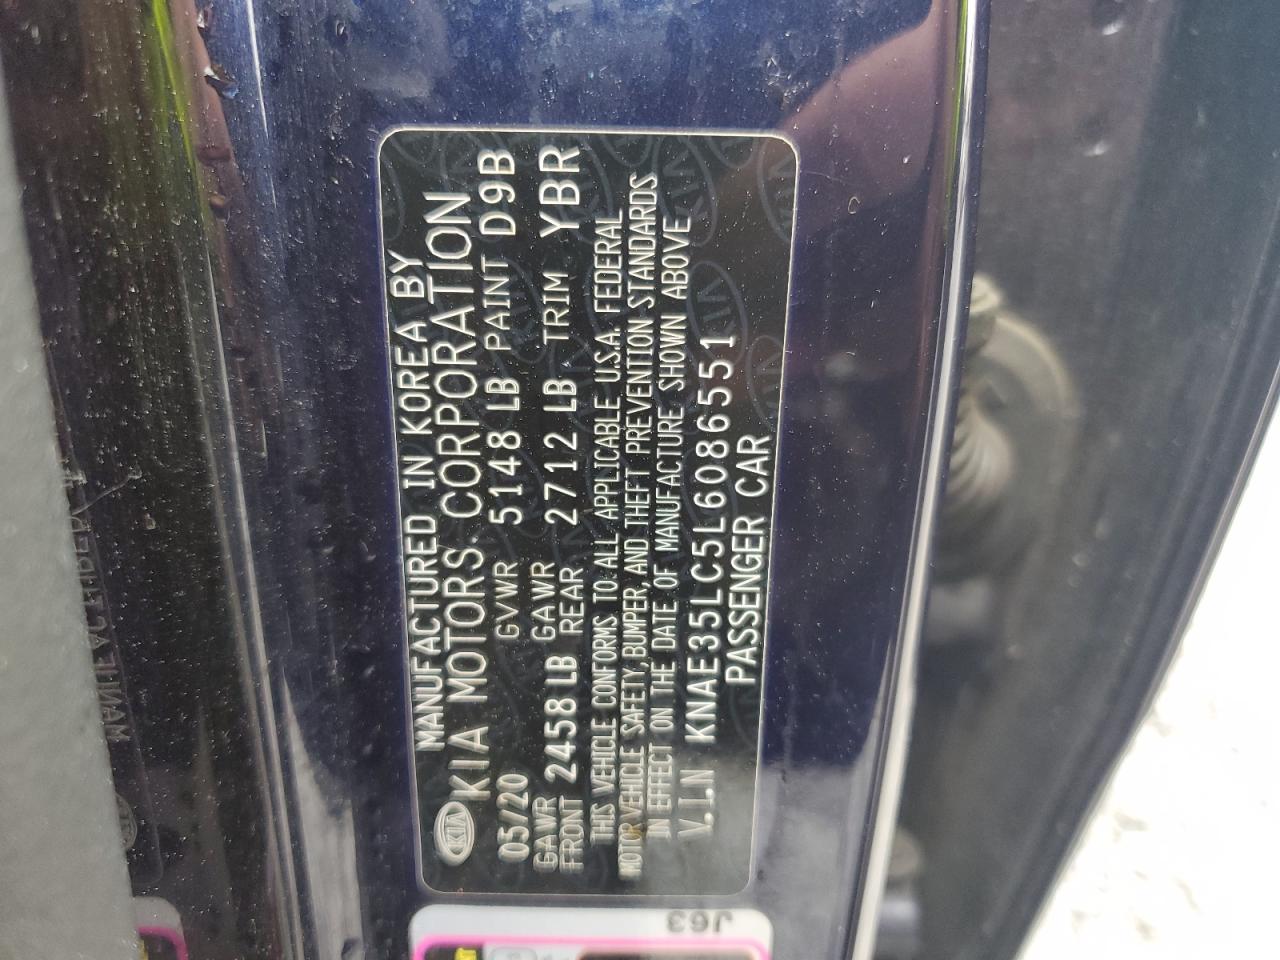 MANUFACTURED IN KOREA BY
KIA KIA MOTORS CORPORATION
05/20 GVWR 5148 LB PAINT D9B
GAWR FRONT 2458 LB GAWR REAR 2712 LB TRIM YBR
THIS VEHICLE CONFORMS TO ALL APPLICABLE U.S.A. FEDERAL
MOTOR VEHICLE SAFETY, BUMPER, AND THEFT PREVENTION STANDARDS
IN EFFECT ON THE DATE OF MANUFACTURE SHOWN ABOVE
V.I.N KNAE35LC5L6086551
PASSENGER CAR
J63